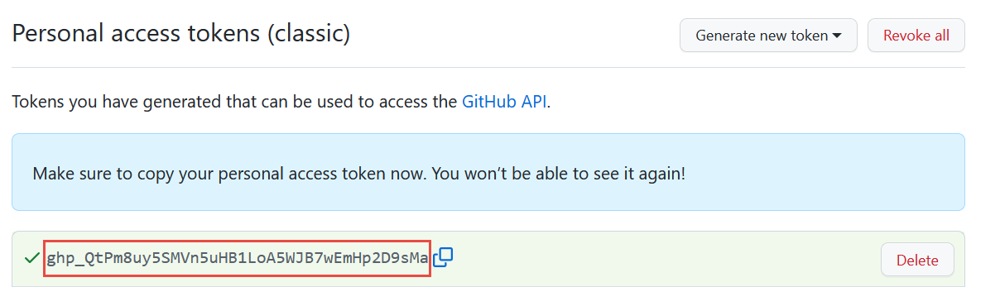 Personal access tokens (classic)
Generate new token
Revoke all
Tokens you have generated that can be used to access the GitHub API.
Make sure to copy your personal access token now. You won't be able to see it again!
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
Delete